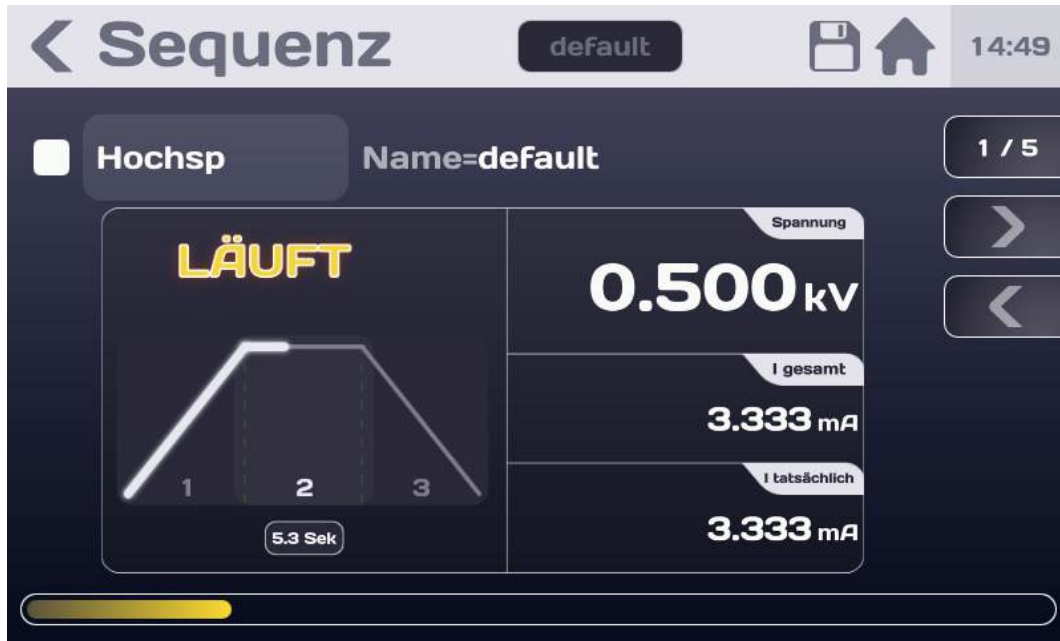 Sequenz
default
14:49
Hochsp
Name=default
1 / 5
LÄUFT
Spannung
0.500 kV
I gesamt
3.333 mA
1
2
3
I tatsächlich
5.3 Sek
3.333 mA